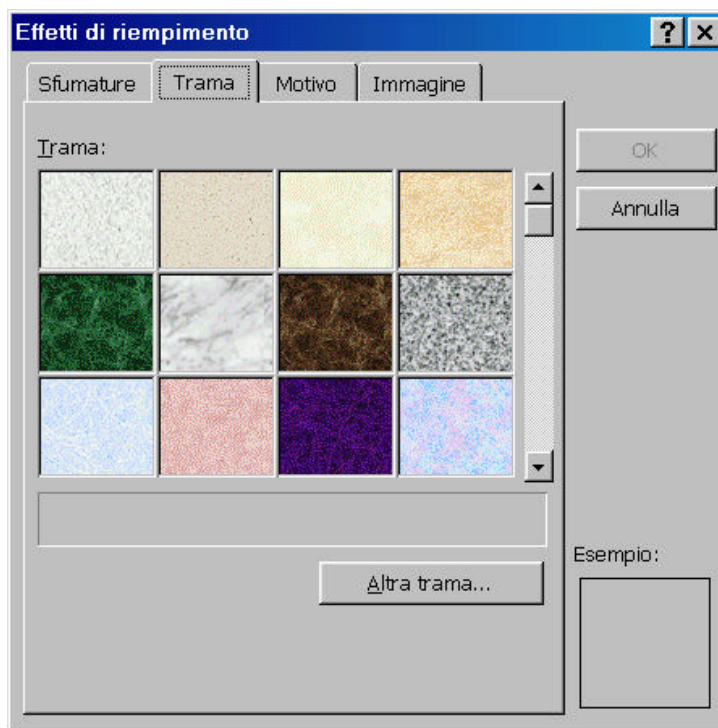 Effetti di riempimento
Sfumature Trama Motivo Immagine
Trama:
OK
Annulla
Esempio:
Altra trama...